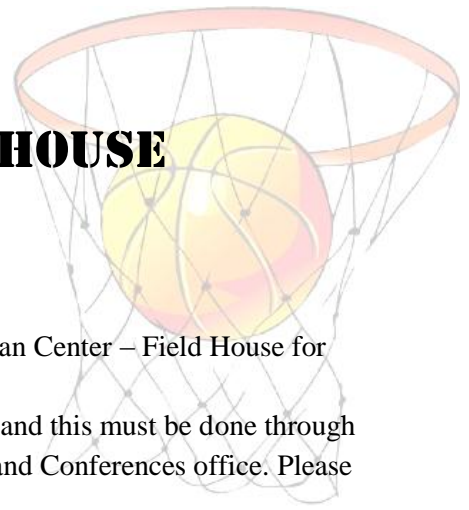 HOUSE
an Center – Field House for
and this must be done through
and Conferences office. Please